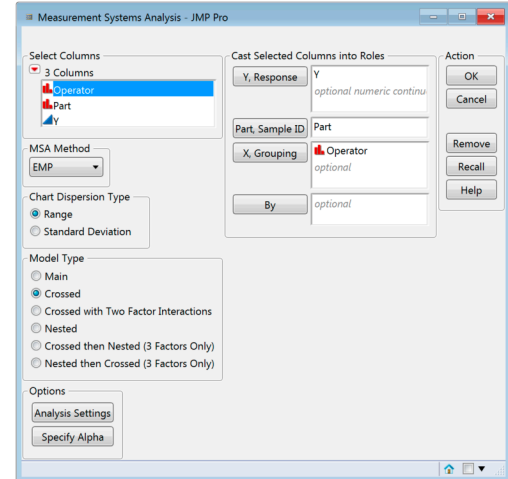 Measurement Systems Analysis - JMP Pro
Select Columns
3 Columns
Operator
Part
Y
MSA Method
EMP
Chart Dispersion Type
Range
Standard Deviation
Model Type
Main
Crossed
Crossed with Two Factor Interactions
Nested
Crossed then Nested (3 Factors Only)
Nested then Crossed (3 Factors Only)
Options
Analysis Settings
Specify Alpha
Cast Selected Columns into Roles
Y, Response
Y
optional numeric continu
Part, Sample ID
Part
X, Grouping
Operator
optional
By
optional
Action
OK
Cancel
Remove
Recall
Help